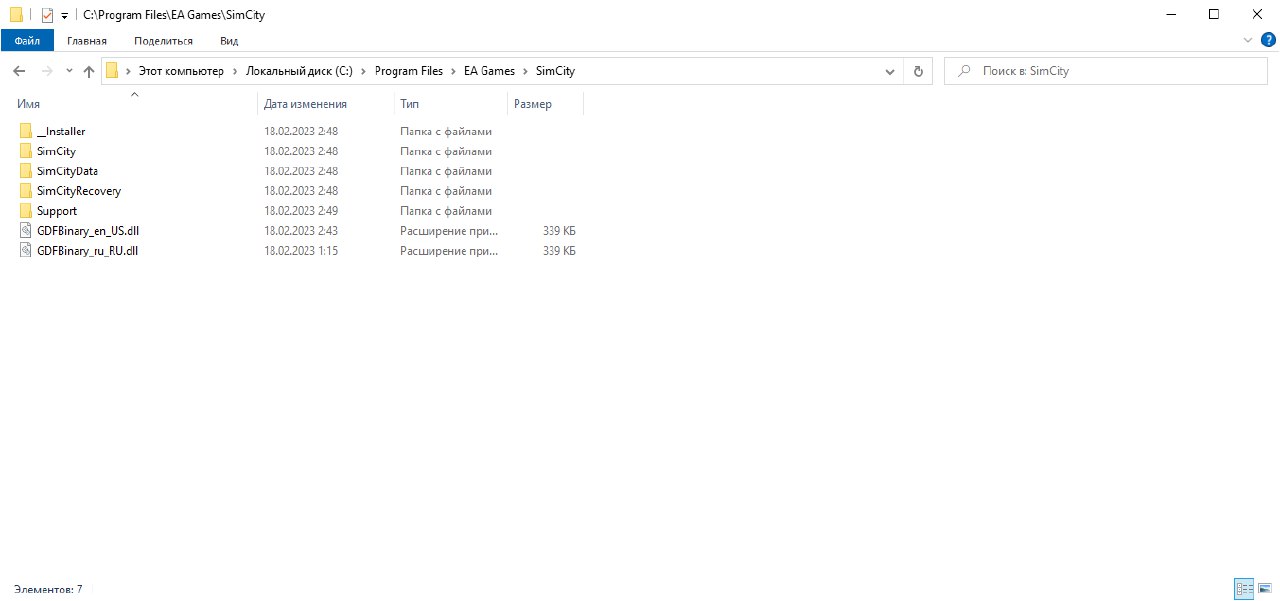 C:\Program Files\EA Games\SimCity
Файл Главная Поделиться Вид
Этот компьютер Локальный диск (C:) Program Files EA Games SimCity Поиск в: SimCity
Имя Дата изменения Тип Размер
__Installer 18.02.2023 2:48 Папка с файлами
SimCity 18.02.2023 2:48 Папка с файлами
SimCityData 18.02.2023 2:48 Папка с файлами
SimCityRecovery 18.02.2023 2:48 Папка с файлами
Support 18.02.2023 2:49 Папка с файлами
GDFBinary_en_US.dll 18.02.2023 2:43 Расширение при... 339 КБ
GDFBinary_ru_RU.dll 18.02.2023 1:15 Расширение при... 339 КБ
Элементов: 7